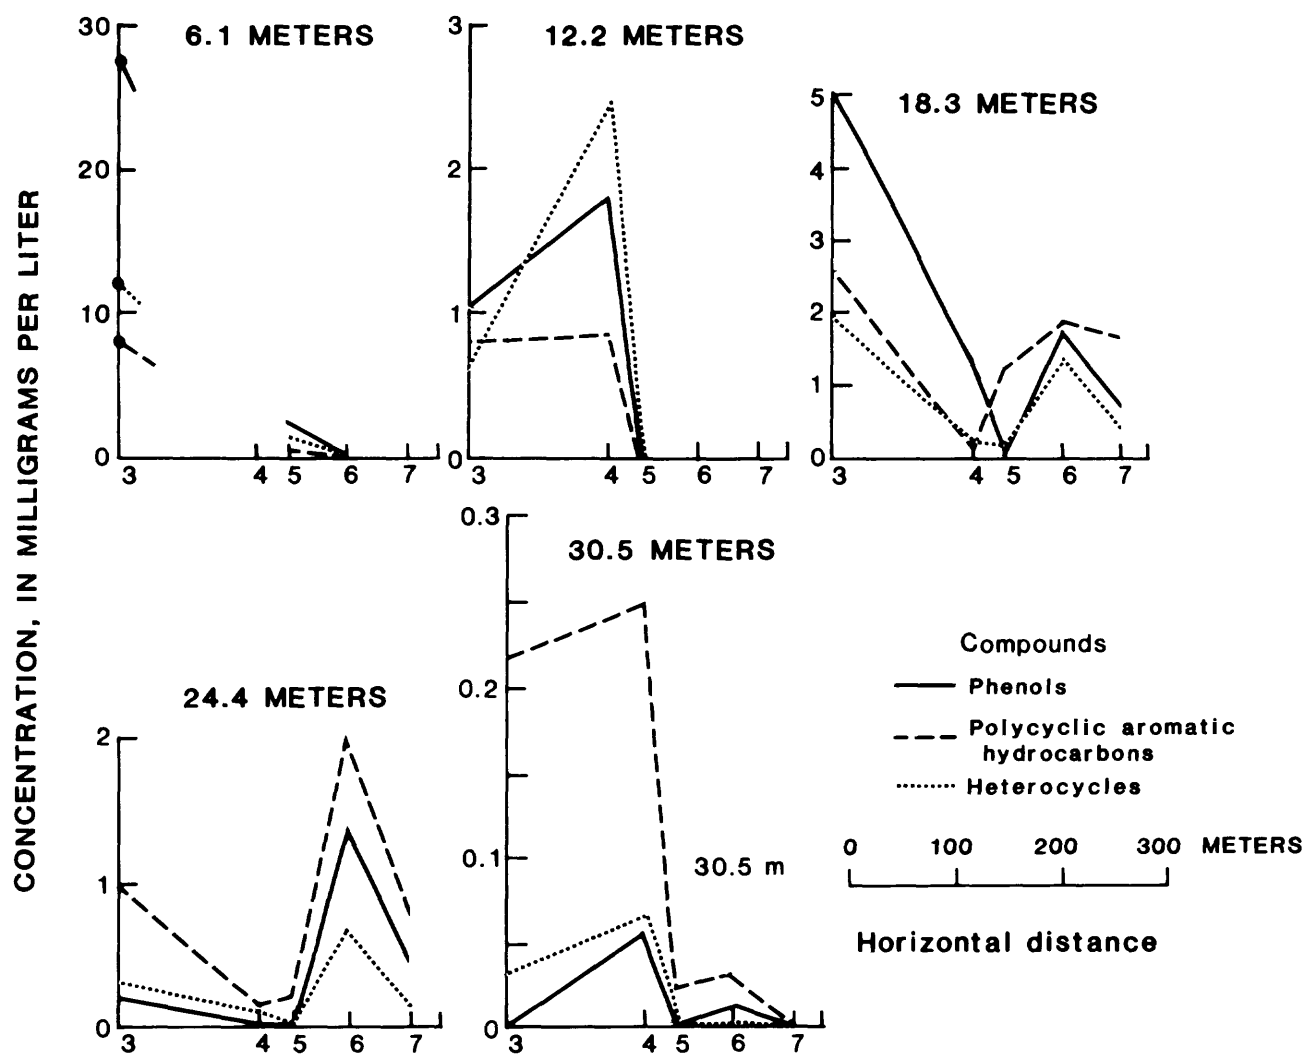 CONCENTRATION, IN MILLIGRAMS PER LITER
6.1 METERS
30
20
10
0
3 4 5 6 7
12.2 METERS
3
2
1
0
3 4 5 6 7
18.3 METERS
5
4
3
2
1
0
3 4 5 6 7
24.4 METERS
2
1
0
3 4 5 6 7
30.5 METERS
0.3
0.2
0.1
0
30.5 m
3 4 5 6 7
Compounds
Phenols
Polycyclic aromatic
hydrocarbons
Heterocycles
0 100 200 300 METERS
Horizontal distance